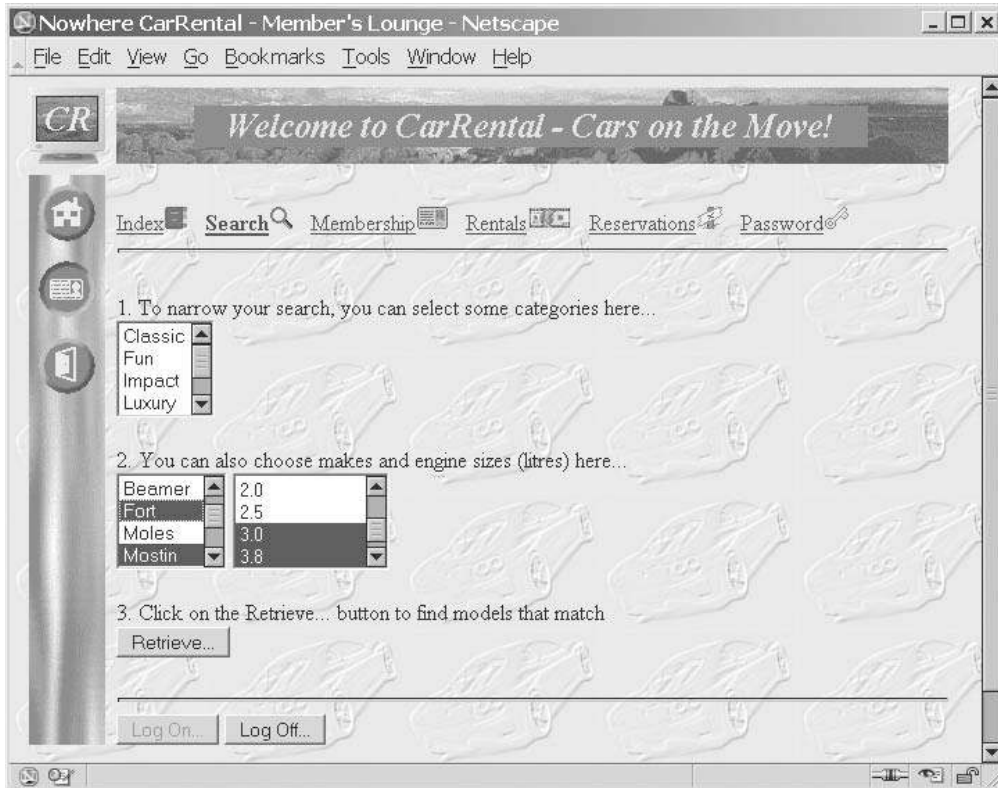 Nowhere CarRental - Member's Lounge - Netscape
File Edit View Go Bookmarks Tools Window Help
CR
Welcome to CarRental - Cars on the Move!
Index Search Membership Rentals Reservations Password
1. To narrow your search, you can select some categories here...
Classic
Fun
Impact
Luxury
2. You can also choose makes and engine sizes (litres) here...
Beamer 2.0
Fort 2.5
Moles 3.0
Mostin 3.8
3. Click on the Retrieve... button to find models that match
Retrieve...
Log On... Log Off...